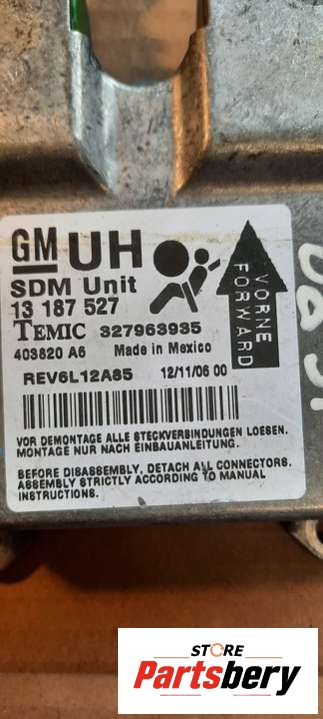 GM UH
SDM Unit
13 187 527
TEMIC 327963935
403820 A6 Made in Mexico
REV6L12A85 12/11/06 00
VORNE
FORWARD
VOR DEMONTAGE ALLE STECKVERBINDUNGEN LOESEN.
MONTAGE NUR NACH EINBAUANLEITUNG.
BEFORE DISASSEMBLY, DETACH ALL CONNECTORS.
ASSEMBLY STRICTLY ACCORDING TO MANUAL
INSTRUCTIONS.
STORE
Partsbery